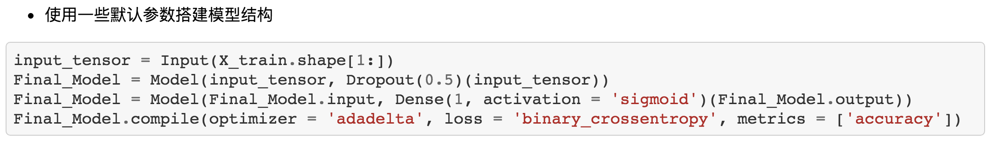 使用一些默认参数搭建模型结构
input_tensor = Input(X_train.shape[1:])
Final_Model = Model(input_tensor, Dropout(0.5)(input_tensor))
Final_Model = Model(Final_Model.input, Dense(1, activation = 'sigmoid')(Final_Model.output))
Final_Model.compile(optimizer = 'adadelta', loss = 'binary_crossentropy', metrics = ['accuracy'])